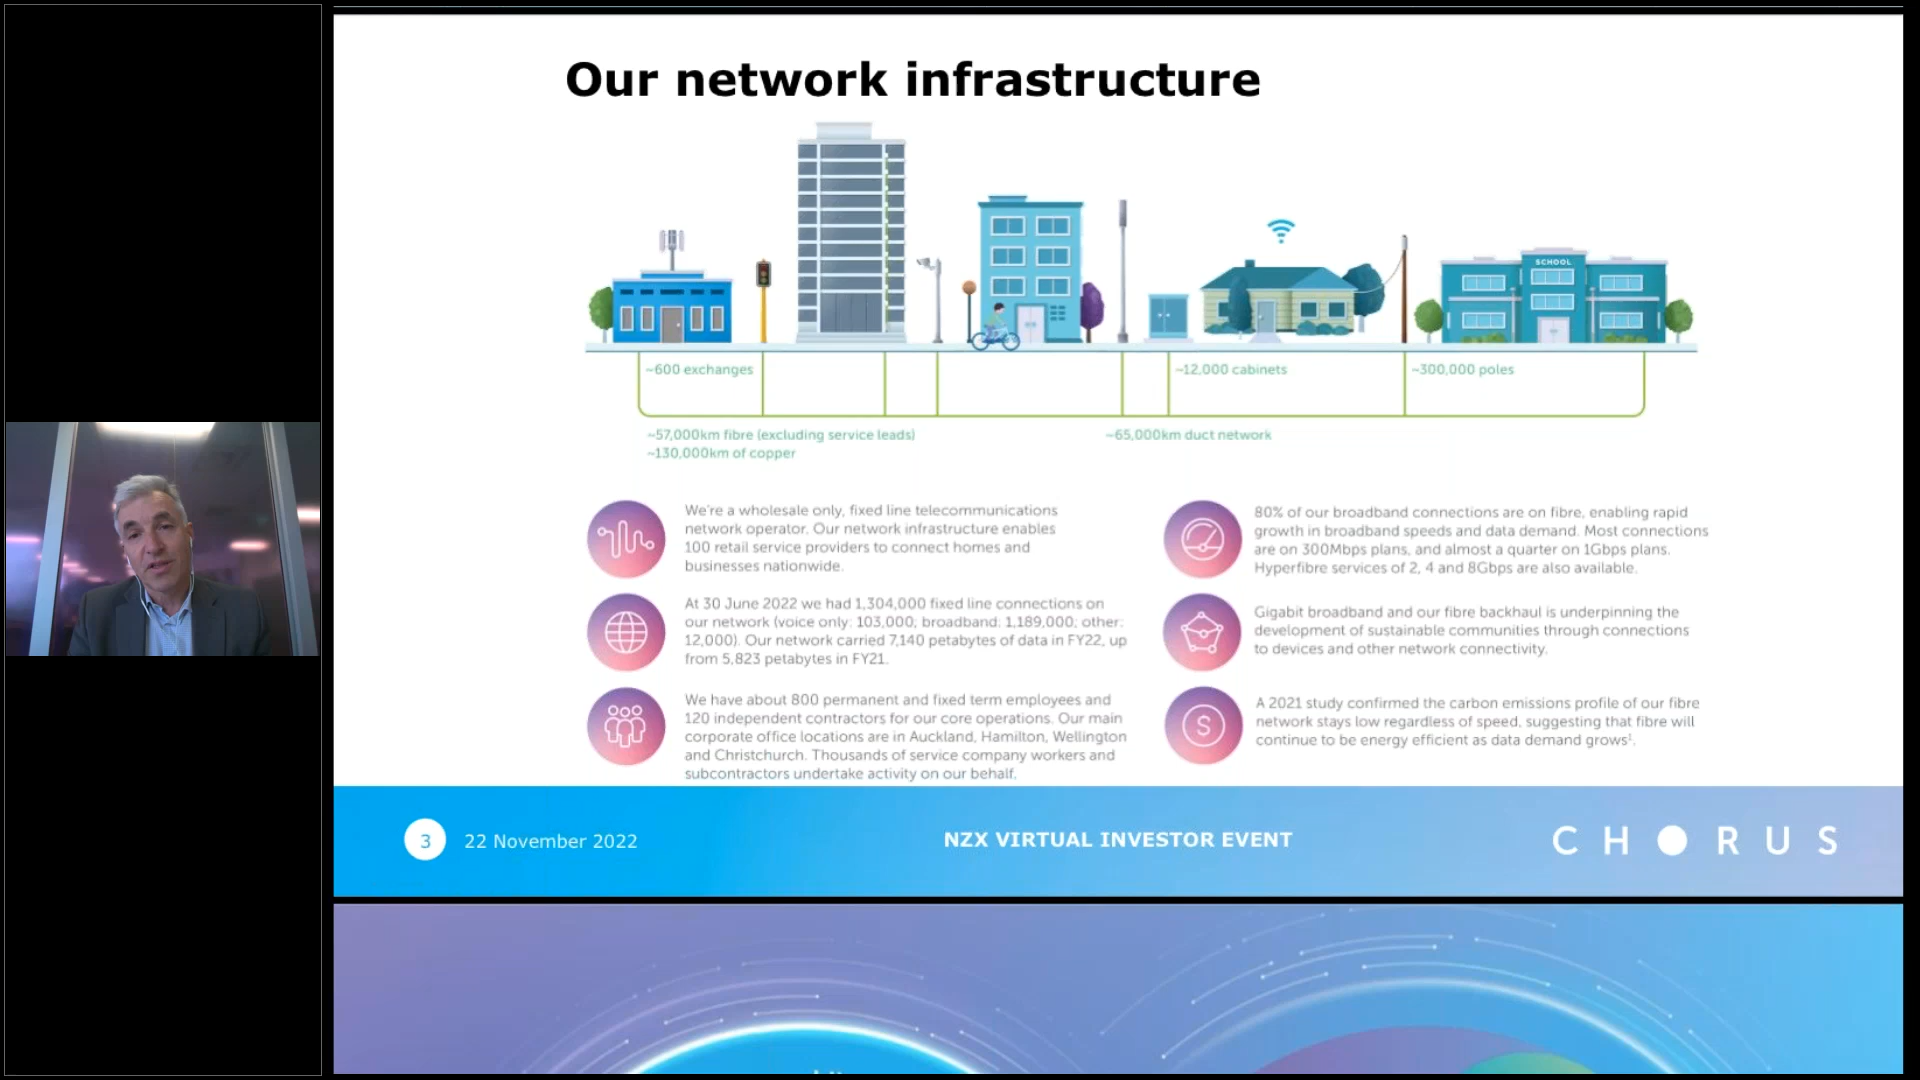 Our network infrastructure
SCHOOL
~600 exchanges
~12,000 cabinets
~300,000 poles
~57,000km fibre (excluding service leads)
~130,000km of copper
~65,000km duct network
We're a wholesale only, fixed line telecommunications
network operator. Our network infrastructure enables
100 retail service providers to connect homes and
businesses nationwide.
At 30 June 2022 we had 1,304,000 fixed line connections on
our network (voice only: 103,000; broadband: 1,189,000; other:
12,000). Our network carried 7,140 petabytes of data in FY22, up
from 5,823 petabytes in FY21.
We have about 800 permanent and fixed term employees and
120 independent contractors for our core operations. Our main
corporate office locations are in Auckland, Hamilton, Wellington
and Christchurch. Thousands of service company workers and
subcontractors undertake activity on our behalf.
80% of our broadband connections are on fibre, enabling rapid
growth in broadband speeds and data demand. Most connections
are on 300Mbps plans, and almost a quarter on 1Gbps plans.
Hyperfibre services of 2, 4 and 8Gbps are also available.
Gigabit broadband and our fibre backhaul is underpinning the
development of sustainable communities through connections
to devices and other network connectivity.
S
A 2021 study confirmed the carbon emissions profile of our fibre
network stays low regardless of speed, suggesting that fibre will
continue to be energy efficient as data demand grows¹.
3 22 November 2022
NZX VIRTUAL INVESTOR EVENT
CHORUS